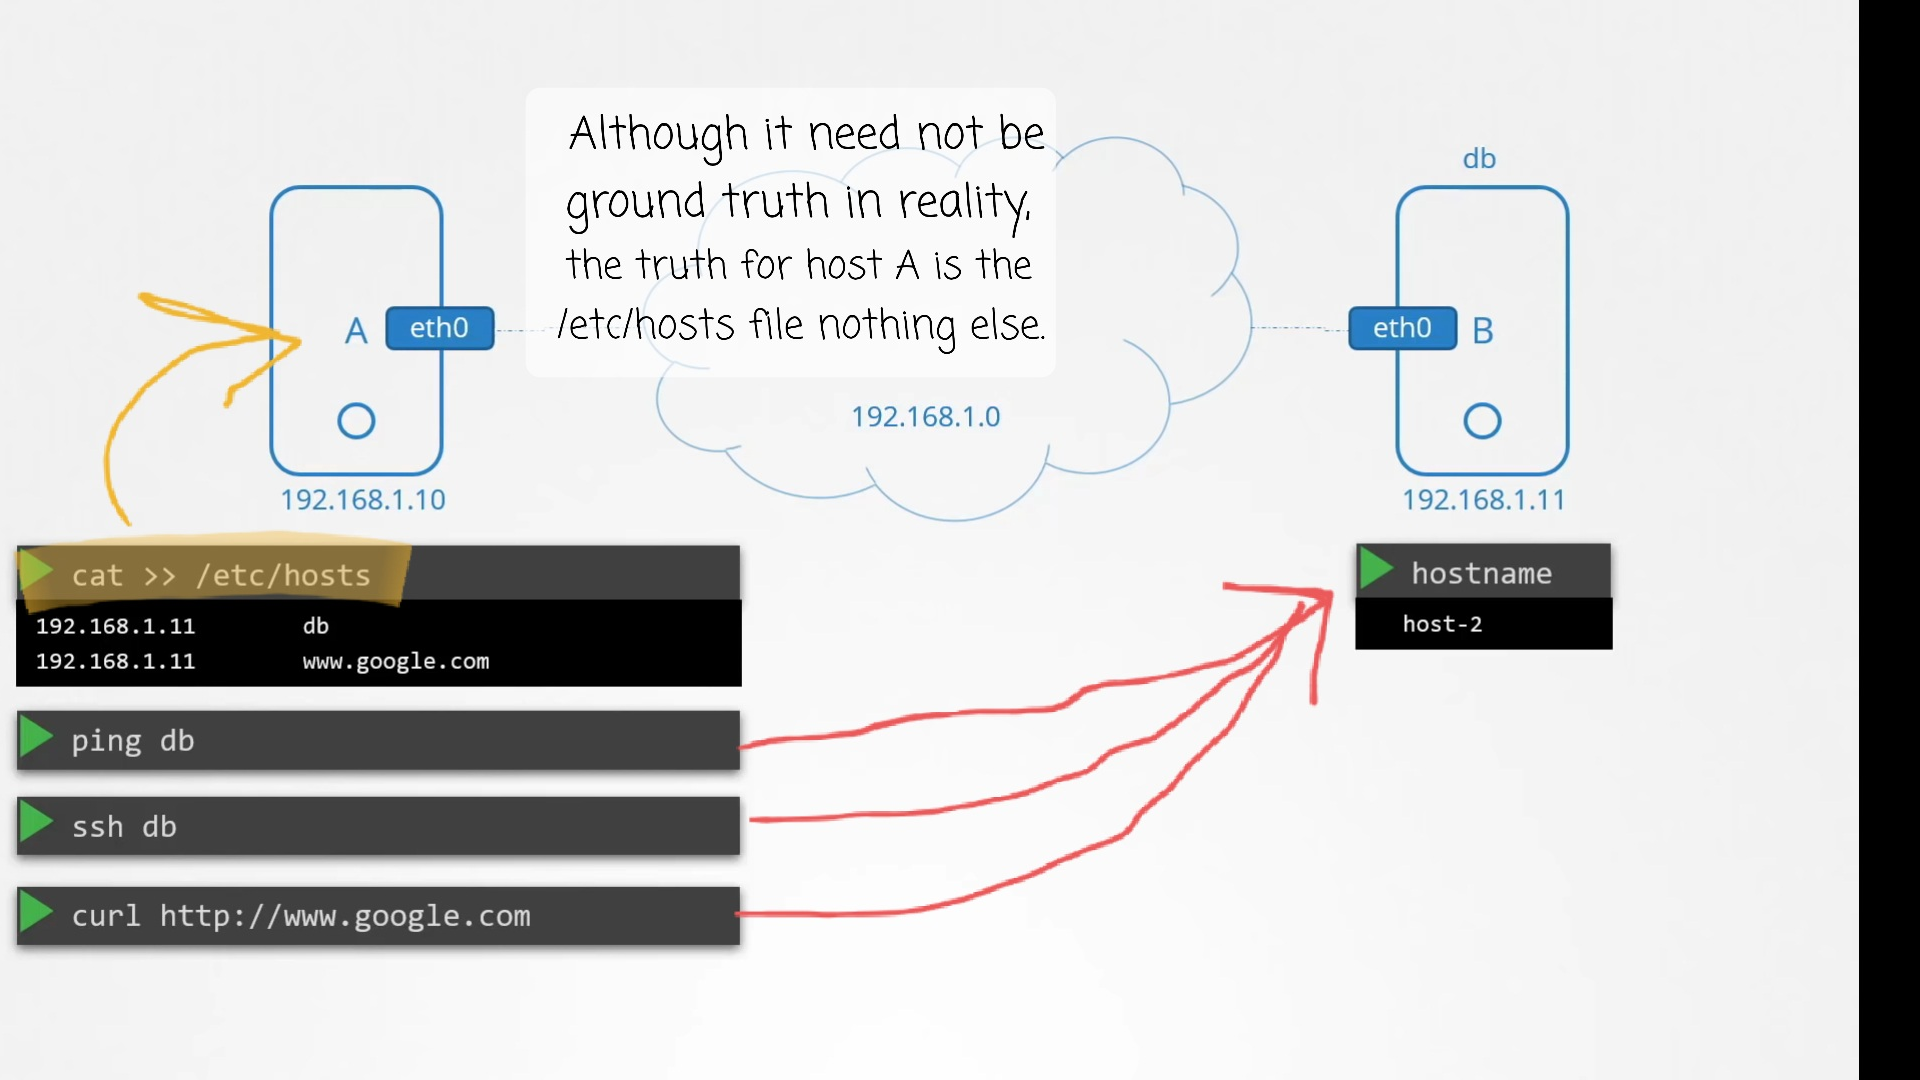 Although it need not be
ground truth in reality,
the truth for host A is the
/etc/hosts file nothing else.
db
A
eth0
eth0
B
192.168.1.0
192.168.1.10
192.168.1.11
cat >> /etc/hosts
192.168.1.11 db
192.168.1.11 www.google.com
hostname
host-2
ping db
ssh db
curl http://www.google.com